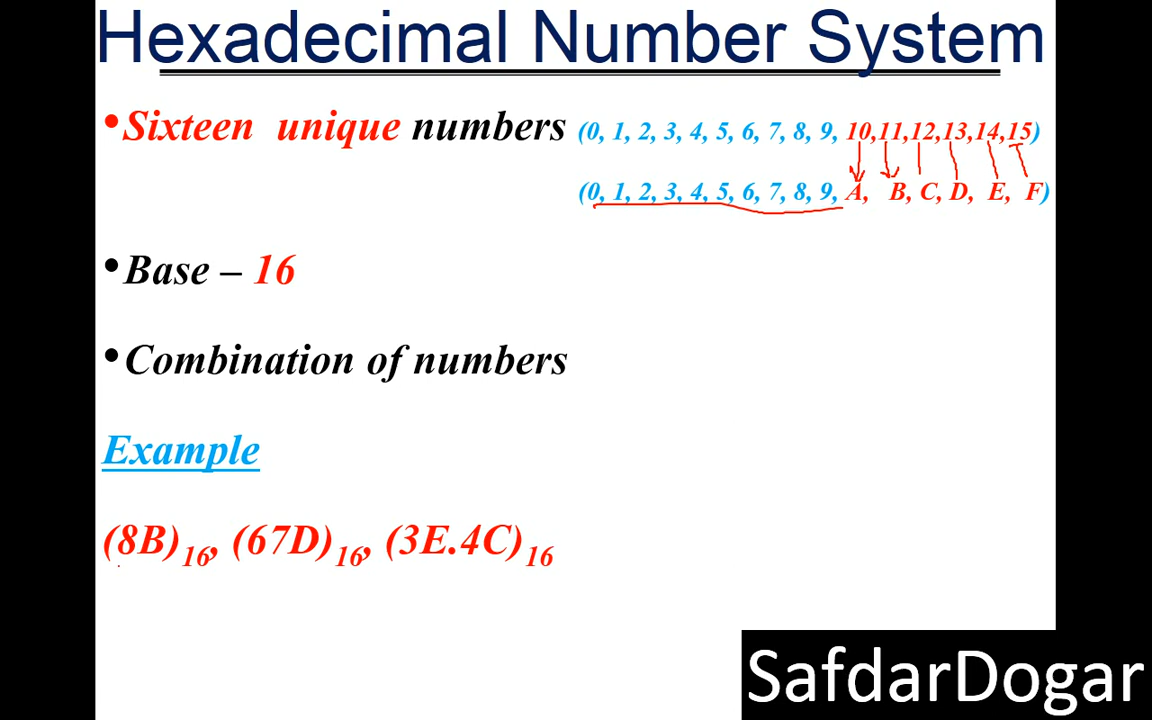 Hexadecimal Number System
•Sixteen unique numbers (0, 1, 2, 3, 4, 5, 6, 7, 8, 9, 10,11,12,13,14,15)
(0, 1, 2, 3, 4, 5, 6, 7, 8, 9, A, B, C, D, E, F)
•Base – 16
•Combination of numbers
Example
(8B)16, (67D)16, (3E.4C)16
SafdarDogar